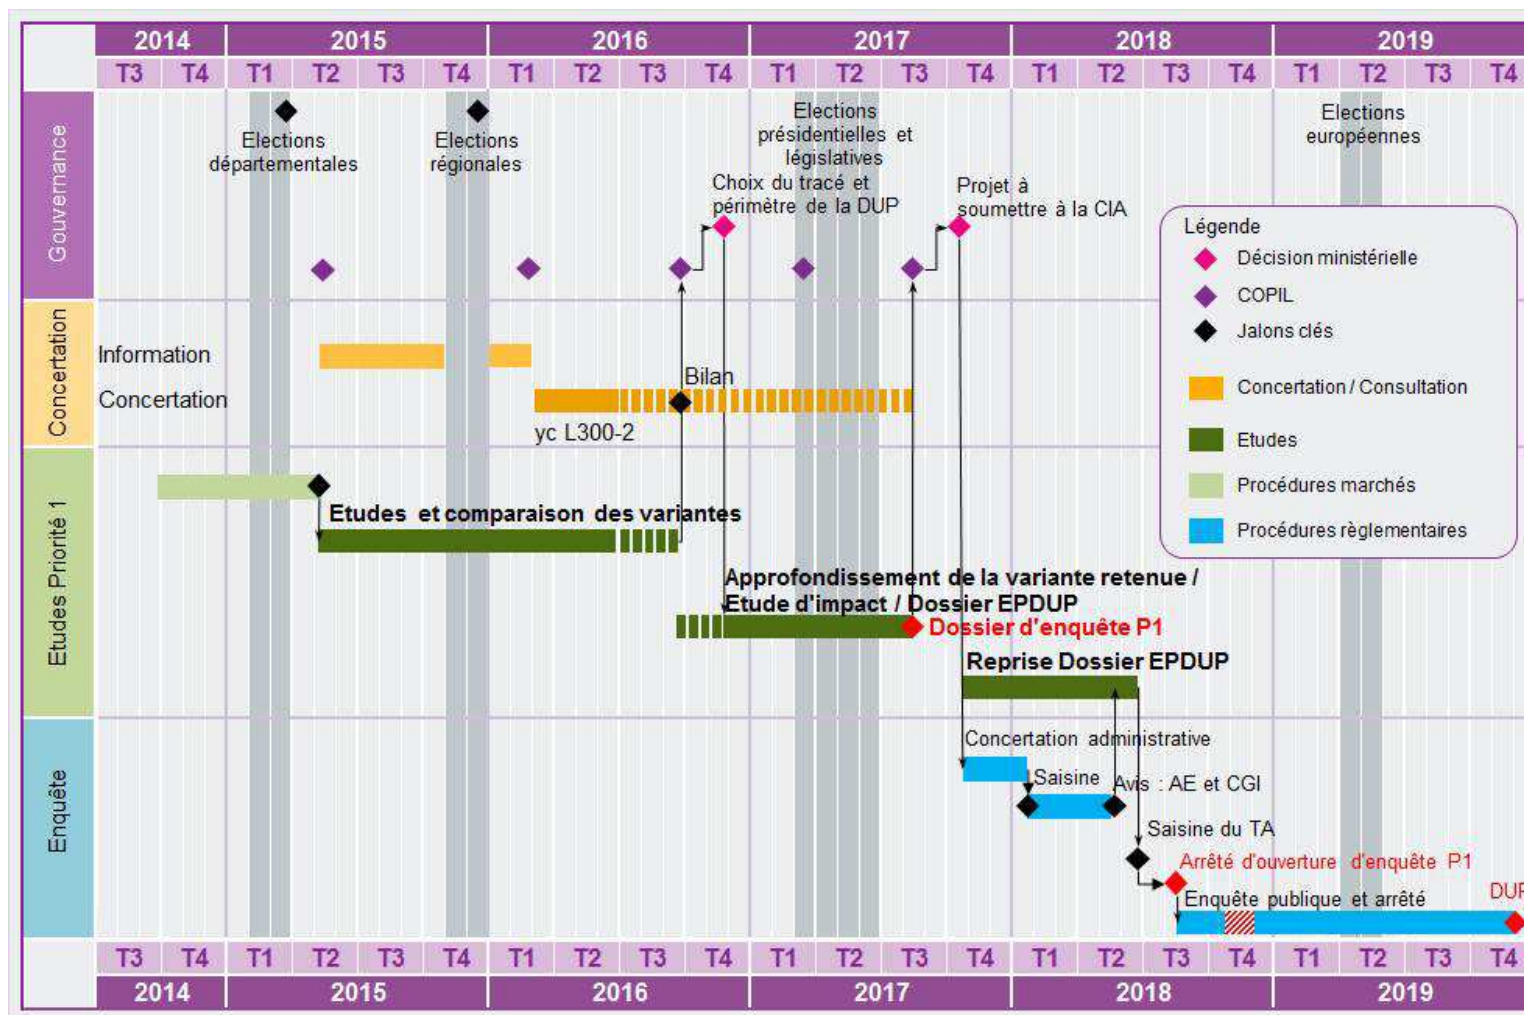 2014 2015 2016 2017 2018 2019
T3 T4 T1 T2 T3 T4 T1 T2 T3 T4 T1 T2 T3 T4 T1 T2 T3 T4 T1 T2 T3 T4
Gouvernance
Elections
départementales
Elections
régionales
Elections
présidentielles et
législatives
Choix du tracé et
périmètre de la DUP
Projet à
soumettre à la CIA
Elections
européennes
Légende
Décision ministérielle
COPIL
Jalons clés
Concertation / Consultation
Etudes
Procédures marchés
Procédures règlementaires
Concertation
Information
Concertation
Bilan
yc L300-2
Etudes Priorité 1
Etudes et comparaison des variantes
Approfondissement de la variante retenue /
Etude d'impact / Dossier EPDUP
Dossier d'enquête P1
Reprise Dossier EPDUP
Enquête
Concertation administrative
Saisine
Avis : AE et CGI
Saisine du TA
Arrêté d'ouverture d'enquête P1
Enquête publique et arrêté
DUP
T3 T4 T1 T2 T3 T4 T1 T2 T3 T4 T1 T2 T3 T4 T1 T2 T3 T4 T1 T2 T3 T4
2014 2015 2016 2017 2018 2019